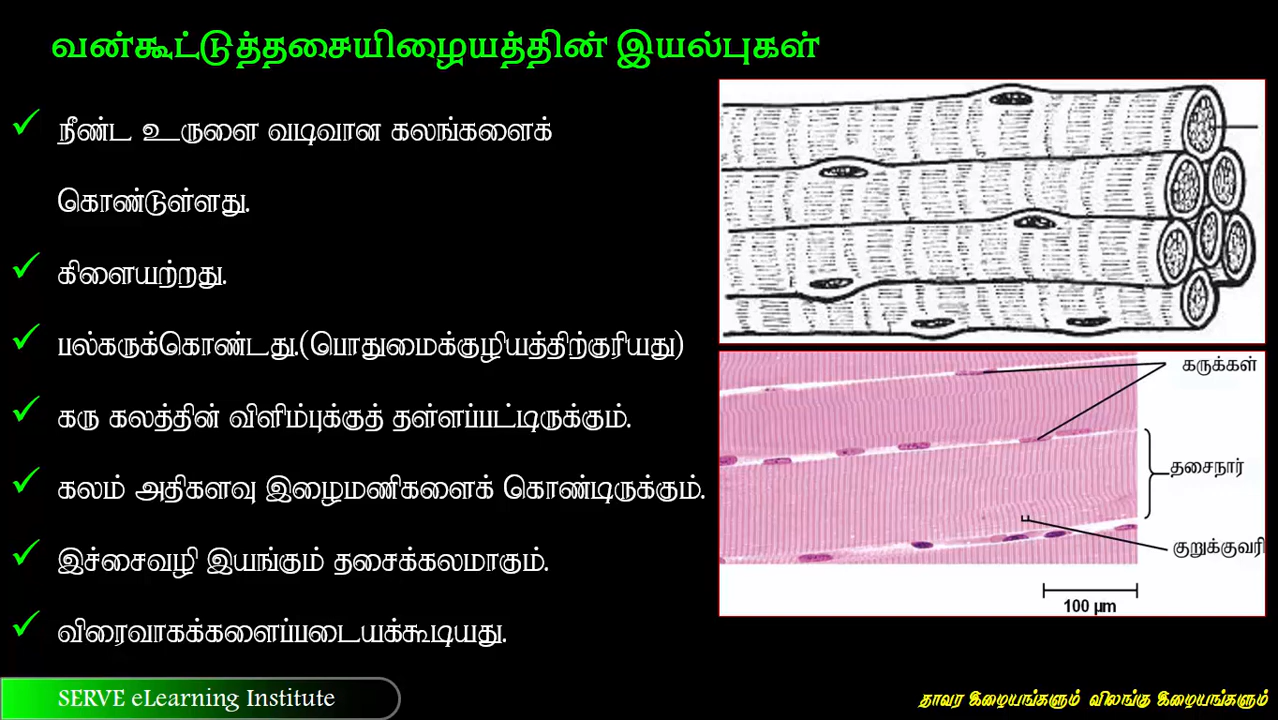 வன்கூட்டுத்தசையிழையத்தின் இயல்புகள்
நீண்ட உருளை வடிவான கலங்களைக்
கொண்டுள்ளது.
கிளையற்றது.
பல்கருக்கொண்டது.(பொதுமைக்குழியத்திற்குரியது)
கரு கலத்தின் விளிம்புக்குத் தள்ளப்பட்டிருக்கும்.
கலம் அதிகளவு இழைமணிகளைக் கொண்டிருக்கும்.
இச்சைவழி இயங்கும் தசைக்கலமாகும்.
விரைவாகக்களைப்படையக்கூடியது.
கருக்கள்
தசைநார்
குறுக்குவரி
100 µm
SERVE eLearning Institute
தாவர இழையங்களும் விலங்கு இழையங்களும்